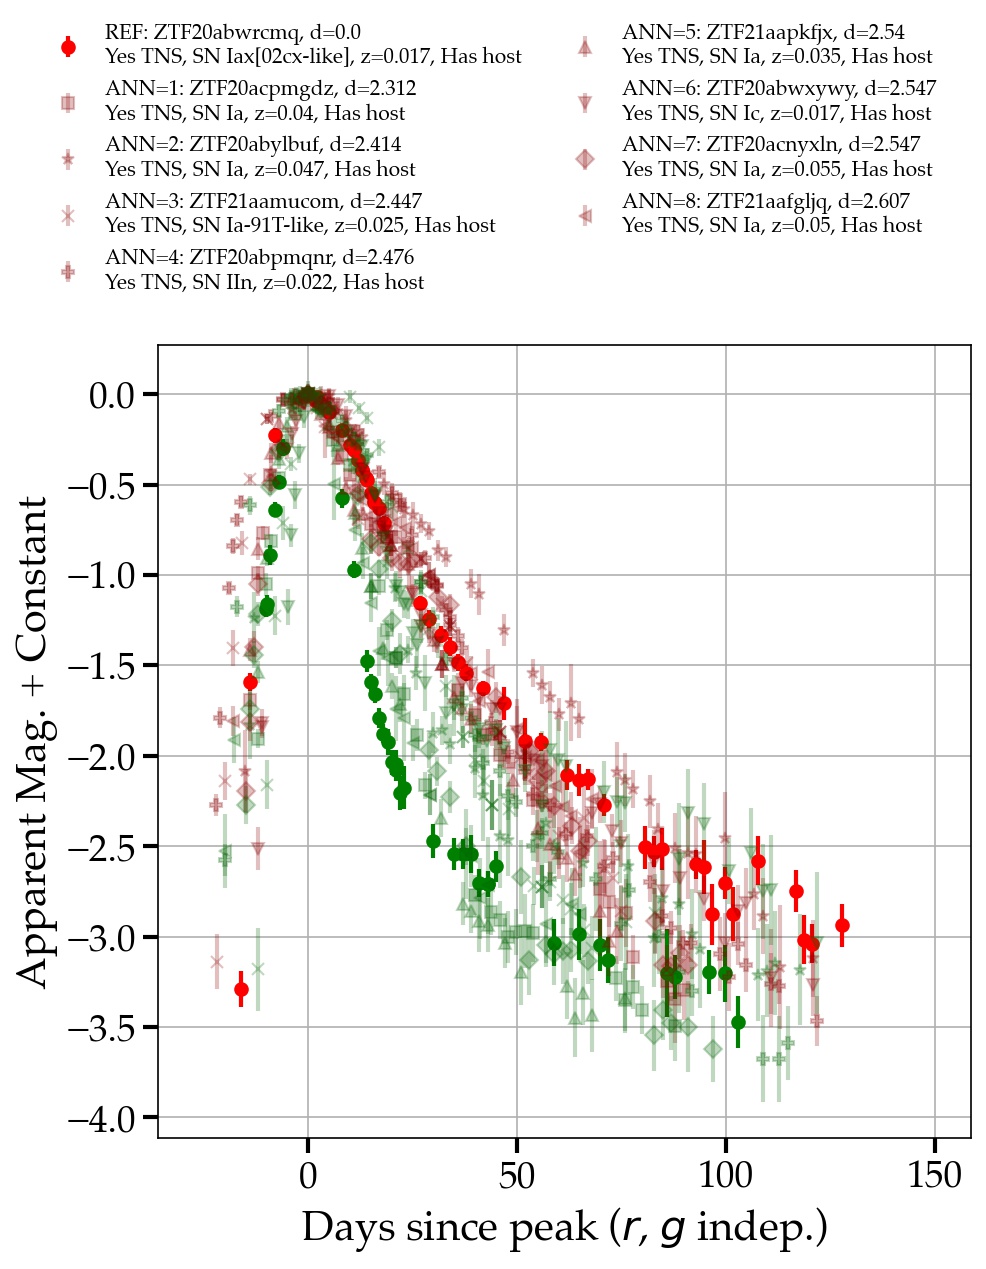 REF: ZTF20abwrcmq, d=0.0
Yes TNS, SN Iax[02cx-like], z=0.017, Has host
ANN=1: ZTF20acpmgdz, d=2.312
Yes TNS, SN Ia, z=0.04, Has host
ANN=2: ZTF20abylbuf, d=2.414
Yes TNS, SN Ia, z=0.047, Has host
ANN=3: ZTF21aamucom, d=2.447
Yes TNS, SN Ia-91T-like, z=0.025, Has host
ANN=4: ZTF20abpmqnr, d=2.476
Yes TNS, SN IIn, z=0.022, Has host
ANN=5: ZTF21aapkfjx, d=2.54
Yes TNS, SN Ia, z=0.035, Has host
ANN=6: ZTF20abwxywy, d=2.547
Yes TNS, SN Ic, z=0.017, Has host
ANN=7: ZTF20acnyxln, d=2.547
Yes TNS, SN Ia, z=0.055, Has host
ANN=8: ZTF21aafgljq, d=2.607
Yes TNS, SN Ia, z=0.05, Has host
Apparent Mag. + Constant
0.0
−0.5
−1.0
−1.5
−2.0
−2.5
−3.0
−3.5
−4.0
0 50 100 150
Days since peak (r, g indep.)